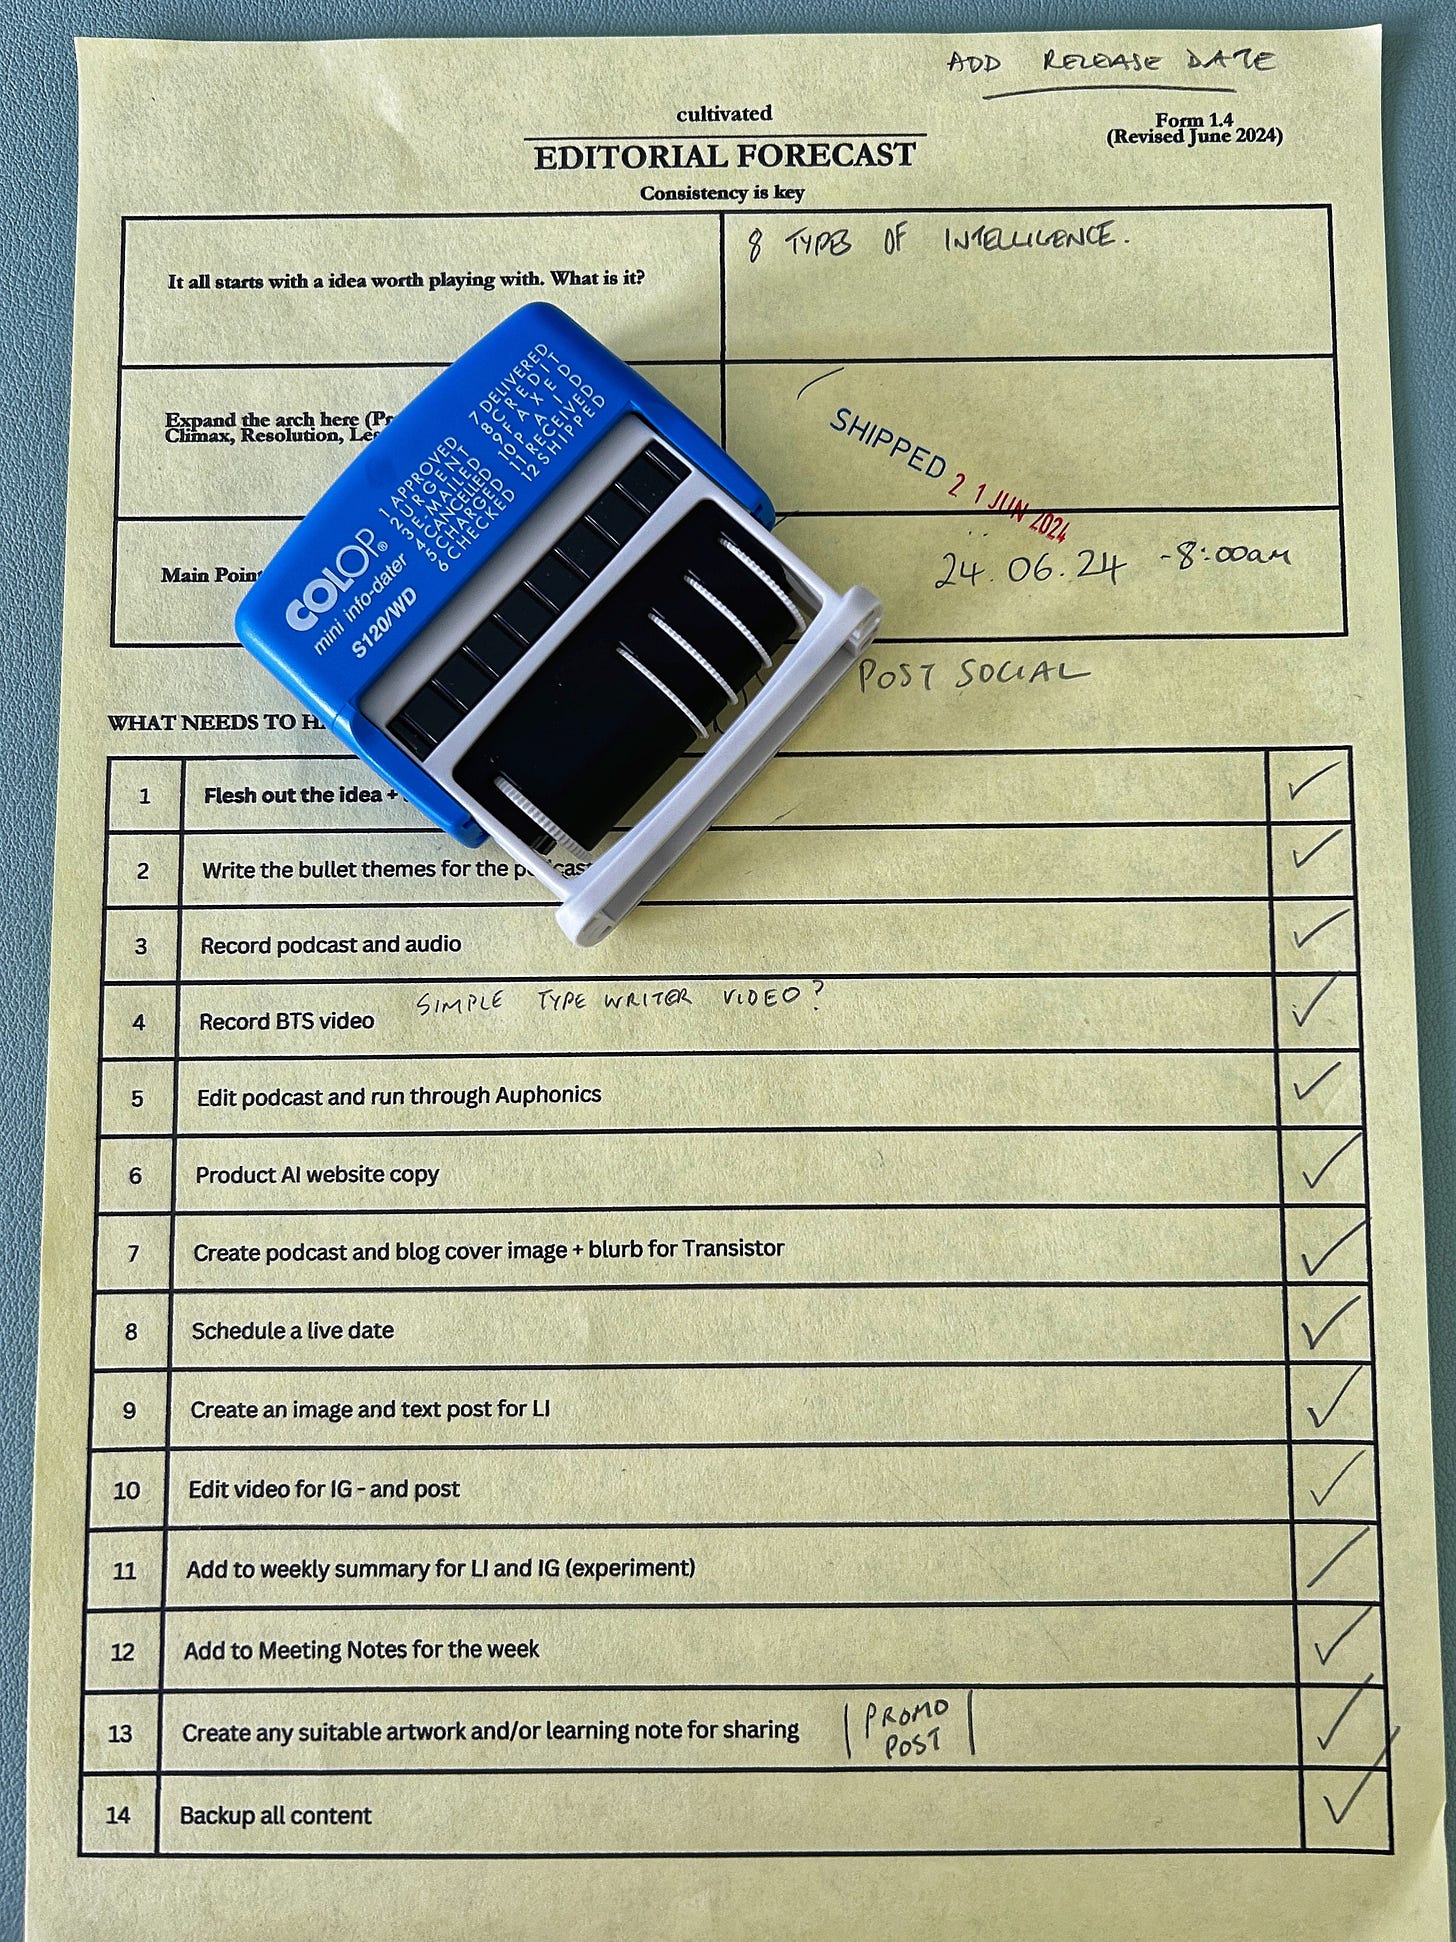 ADD RELEASE DATE
cultivated
Form 1.4
(Revised June 2024)
EDITORIAL FORECAST
Consistency is key
It all starts with a idea worth playing with. What is it?
8 TYPES OF INTELLIGENCE.
Expand the arch here
Climax, Resolution,
SHIPPED 21 JUN 2024
Main
24.06.24 -8:00am
POST SOCIAL
COLOP®
mini info-dater
S120/WD
1 APPROVED
2 URGENT
3 E-MAILED
4 CANCELLED
5 CHARGED
6 CHECKED
7 DELIVERED
8 CREDIT
9 FAXED
10 PAID
11 RECEIVED
12 SHIPPED
WHAT NEEDS TO
1 Flesh out the idea +
2 Write the bullet themes for the
3 Record podcast and audio
4 Record BTS video SIMPLE TYPE WRITER VIDEO?
5 Edit podcast and run through Auphonics
6 Product AI website copy
7 Create podcast and blog cover image + blurb for Transistor
8 Schedule a live date
9 Create an image and text post for LI
10 Edit video for IG - and post
11 Add to weekly summary for LI and IG (experiment)
12 Add to Meeting Notes for the week
13 Create any suitable artwork and/or learning note for sharing | PROMO POST |
14 Backup all content